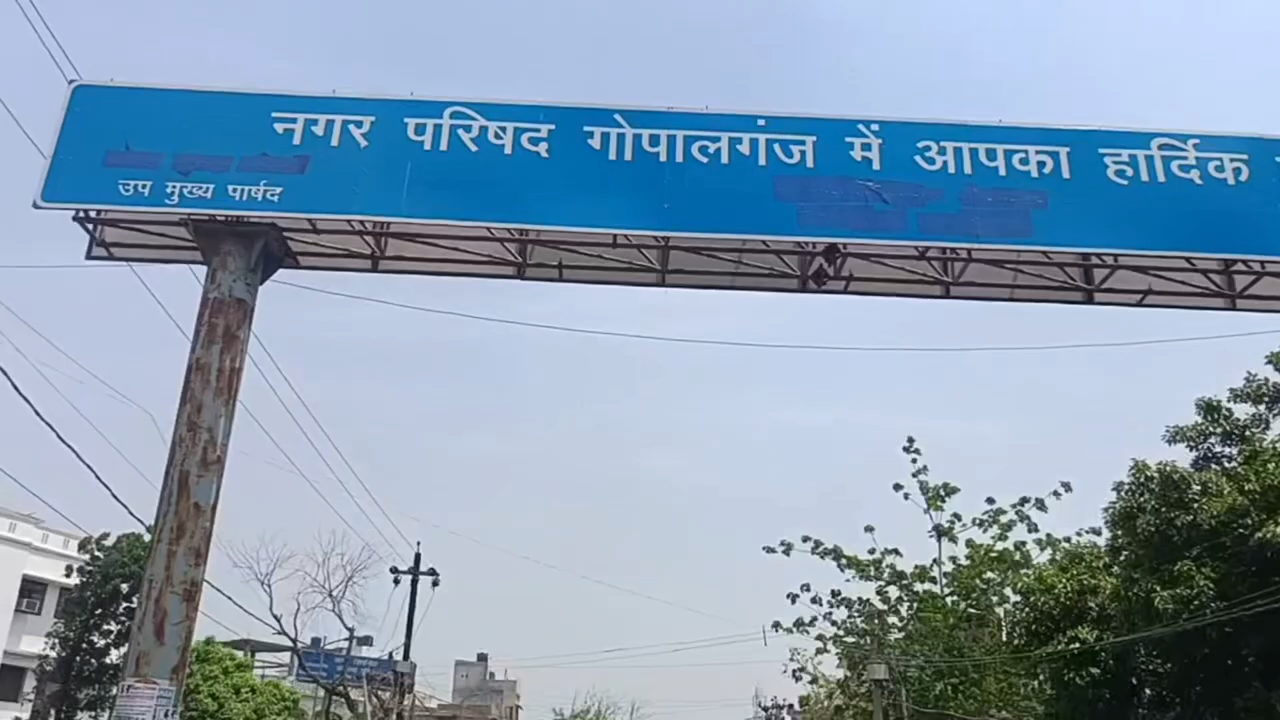 नगर परिषद गोपालगंज में आपका हार्दिक
उप मुख्य पार्षद